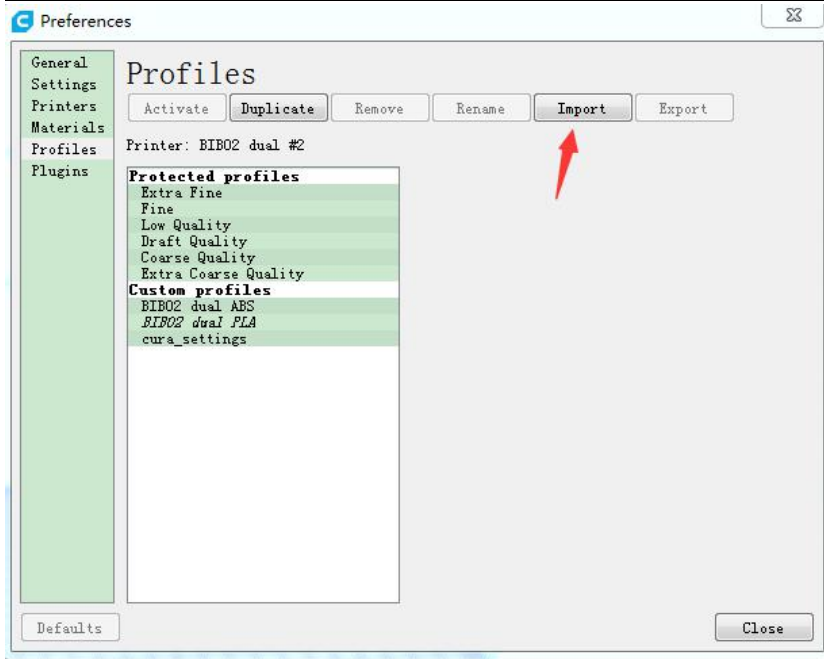 Preferences
General
Settings
Printers
Materials
Profiles
Plugins
Profiles
Activate Duplicate Remove Rename Import Export
Printer: BIBO2 dual #2
Protected profiles
Extra Fine
Fine
Low Quality
Draft Quality
Coarse Quality
Extra Coarse Quality
Custom profiles
BIBO2 dual ABS
BIBO2 dual PLA
cura_settings
Defaults
Close